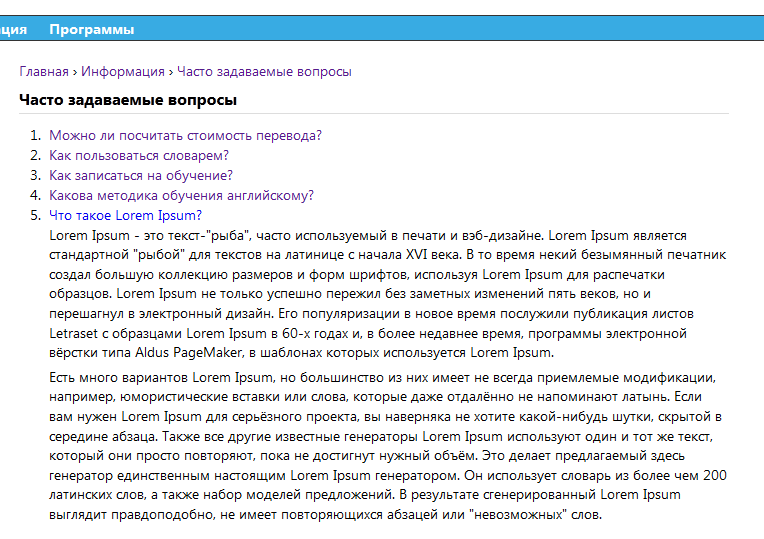 ция Программы
Главная › Информация › Часто задаваемые вопросы
Часто задаваемые вопросы
1. Можно ли посчитать стоимость перевода?
2. Как пользоваться словарем?
3. Как записаться на обучение?
4. Какова методика обучения английскому?
5. Что такое Lorem Ipsum?
Lorem Ipsum - это текст-"рыба", часто используемый в печати и вэб-дизайне. Lorem Ipsum является
стандартной "рыбой" для текстов на латинице с начала XVI века. В то время некий безымянный печатник
создал большую коллекцию размеров и форм шрифтов, используя Lorem Ipsum для распечатки
образцов. Lorem Ipsum не только успешно пережил без заметных изменений пять веков, но и
перешагнул в электронный дизайн. Его популяризации в новое время послужили публикация листов
Letraset с образцами Lorem Ipsum в 60-х годах и, в более недавнее время, программы электронной
вёрстки типа Aldus PageMaker, в шаблонах которых используется Lorem Ipsum.
Есть много вариантов Lorem Ipsum, но большинство из них имеет не всегда приемлемые модификации,
например, юмористические вставки или слова, которые даже отдалённо не напоминают латынь. Если
вам нужен Lorem Ipsum для серьёзного проекта, вы наверняка не хотите какой-нибудь шутки, скрытой в
середине абзаца. Также все другие известные генераторы Lorem Ipsum используют один и тот же текст,
который они просто повторяют, пока не достигнут нужный объём. Это делает предлагаемый здесь
генератор единственным настоящим Lorem Ipsum генератором. Он использует словарь из более чем 200
латинских слов, а также набор моделей предложений. В результате сгенерированный Lorem Ipsum
выглядит правдоподобно, не имеет повторяющихся абзацей или "невозможных" слов.